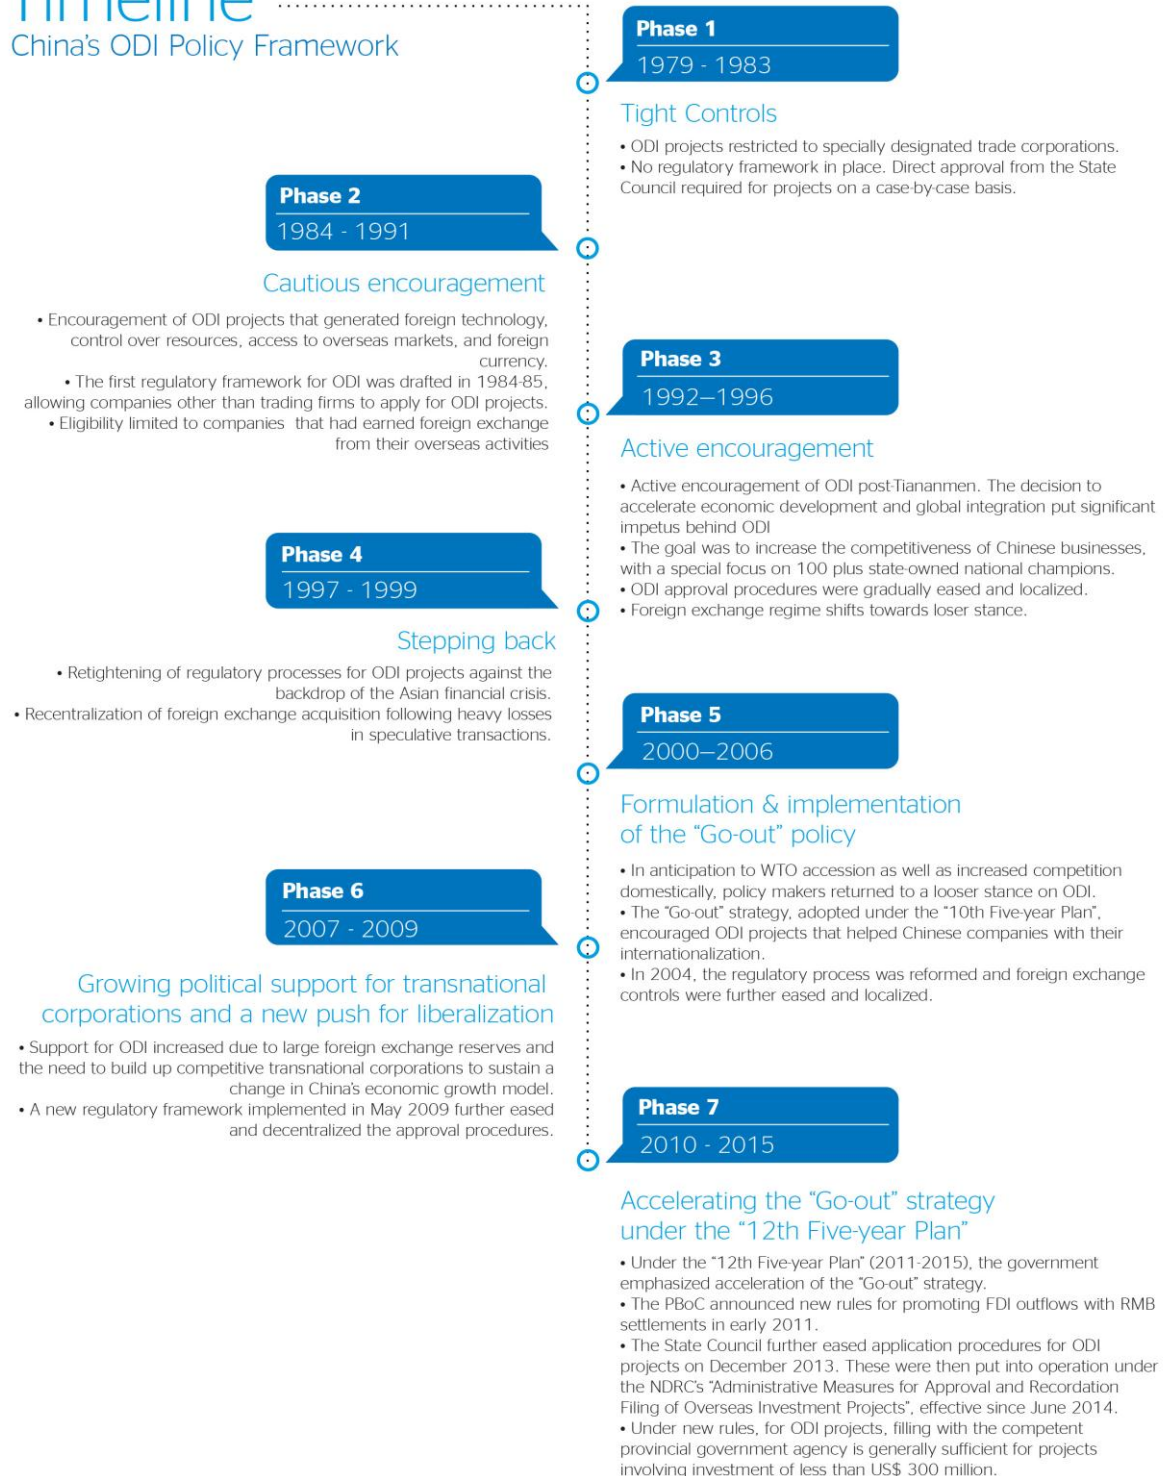 Timeline
China's ODI Policy Framework
Phase 1
1979 - 1983
Tight Controls
• ODI projects restricted to specially designated trade corporations.
• No regulatory framework in place. Direct approval from the State
Council required for projects on a case-by-case basis.
Phase 2
1984 - 1991
Cautious encouragement
• Encouragement of ODI projects that generated foreign technology,
control over resources, access to overseas markets, and foreign
currency.
• The first regulatory framework for ODI was drafted in 1984-85,
allowing companies other than trading firms to apply for ODI projects.
• Eligibility limited to companies that had earned foreign exchange
from their overseas activities
Phase 3
1992–1996
Active encouragement
• Active encouragement of ODI post-Tiananmen. The decision to
accelerate economic development and global integration put significant
impetus behind ODI
• The goal was to increase the competitiveness of Chinese businesses,
with a special focus on 100 plus state-owned national champions.
• ODI approval procedures were gradually eased and localized.
• Foreign exchange regime shifts towards loser stance.
Phase 4
1997 - 1999
Stepping back
• Retightening of regulatory processes for ODI projects against the
backdrop of the Asian financial crisis.
• Recentralization of foreign exchange acquisition following heavy losses
in speculative transactions.
Phase 5
2000–2006
Formulation & implementation
of the "Go-out" policy
• In anticipation to WTO accession as well as increased competition
domestically, policy makers returned to a looser stance on ODI.
• The "Go-out" strategy, adopted under the "10th Five-year Plan",
encouraged ODI projects that helped Chinese companies with their
internationalization.
• In 2004, the regulatory process was reformed and foreign exchange
controls were further eased and localized.
Phase 6
2007 - 2009
Growing political support for transnational
corporations and a new push for liberalization
• Support for ODI increased due to large foreign exchange reserves and
the need to build up competitive transnational corporations to sustain a
change in China's economic growth model.
• A new regulatory framework implemented in May 2009 further eased
and decentralized the approval procedures.
Phase 7
2010 - 2015
Accelerating the "Go-out" strategy
under the "12th Five-year Plan"
• Under the "12th Five-year Plan" (2011-2015), the government
emphasized acceleration of the "Go-out" strategy.
• The PBoC announced new rules for promoting FDI outflows with RMB
settlements in early 2011.
• The State Council further eased application procedures for ODI
projects on December 2013. These were then put into operation under
the NDRC's "Administrative Measures for Approval and Recordation
Filing of Overseas Investment Projects", effective since June 2014.
• Under new rules, for ODI projects, filling with the competent
provincial government agency is generally sufficient for projects
involving investment of less than US$ 300 million.